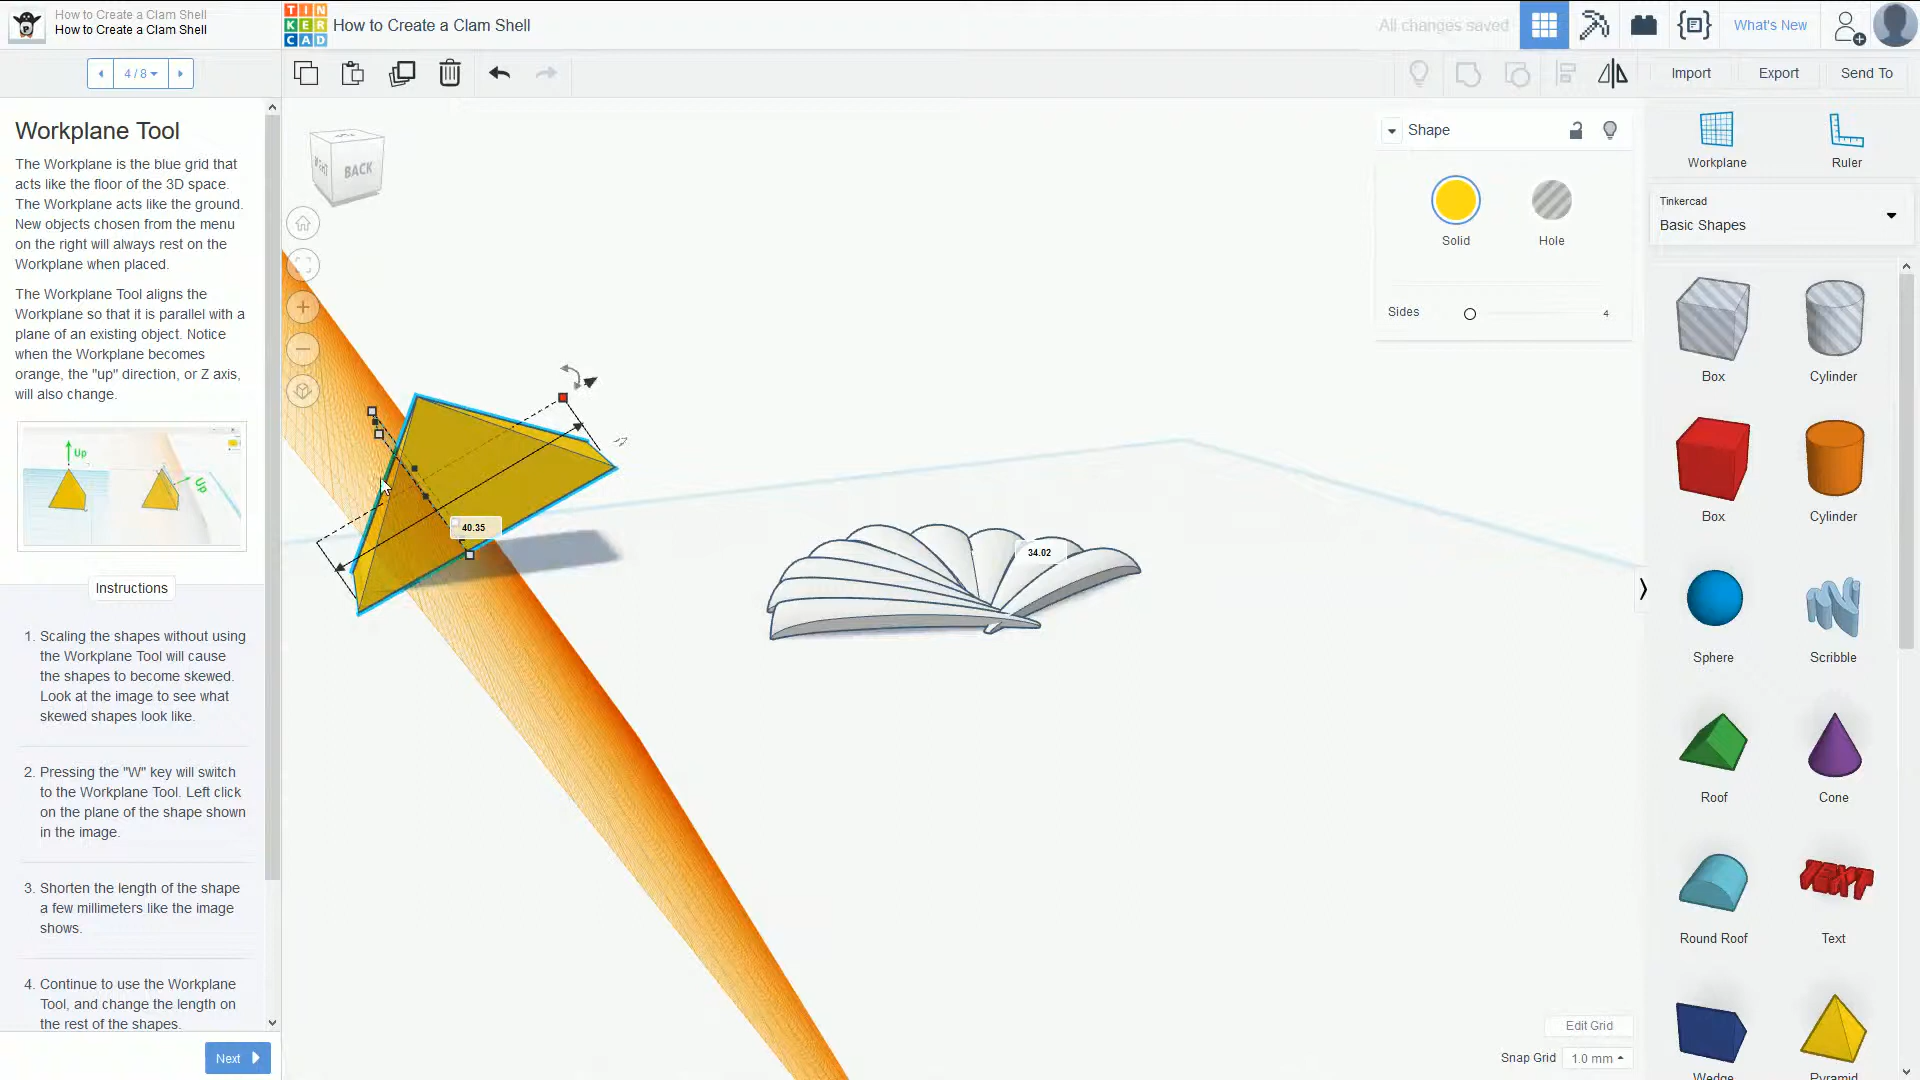 How to Create a Clam Shell
How to Create a Clam Shell
TIN
KER
CAD
How to Create a Clam Shell
All changes saved
What's New
4/8
Import
Export
Send To
Workplane Tool
The Workplane is the blue grid that
acts like the floor of the 3D space.
The Workplane acts like the ground.
New objects chosen from the menu
on the right will always rest on the
Workplane when placed.
The Workplane Tool aligns the
Workplane so that it is parallel with a
plane of an existing object. Notice
when the Workplane becomes
orange, the "up" direction, or Z axis,
will also change.
Up
Up
Instructions
1. Scaling the shapes without using
the Workplane Tool will cause
the shapes to become skewed.
Look at the image to see what
skewed shapes look like.
2. Pressing the "W" key will switch
to the Workplane Tool. Left click
on the plane of the shape shown
in the image.
3. Shorten the length of the shape
a few millimeters like the image
shows.
4. Continue to use the Workplane
Tool, and change the length on
the rest of the shapes.
Next
BACK
40.35
34.02
Shape
Solid
Hole
Sides
4
Workplane
Ruler
Tinkercad
Basic Shapes
Box
Cylinder
Box
Cylinder
Sphere
Scribble
Roof
Cone
TEXT
Round Roof
Text
Wedge
Pyramid
Edit Grid
Snap Grid
1.0 mm